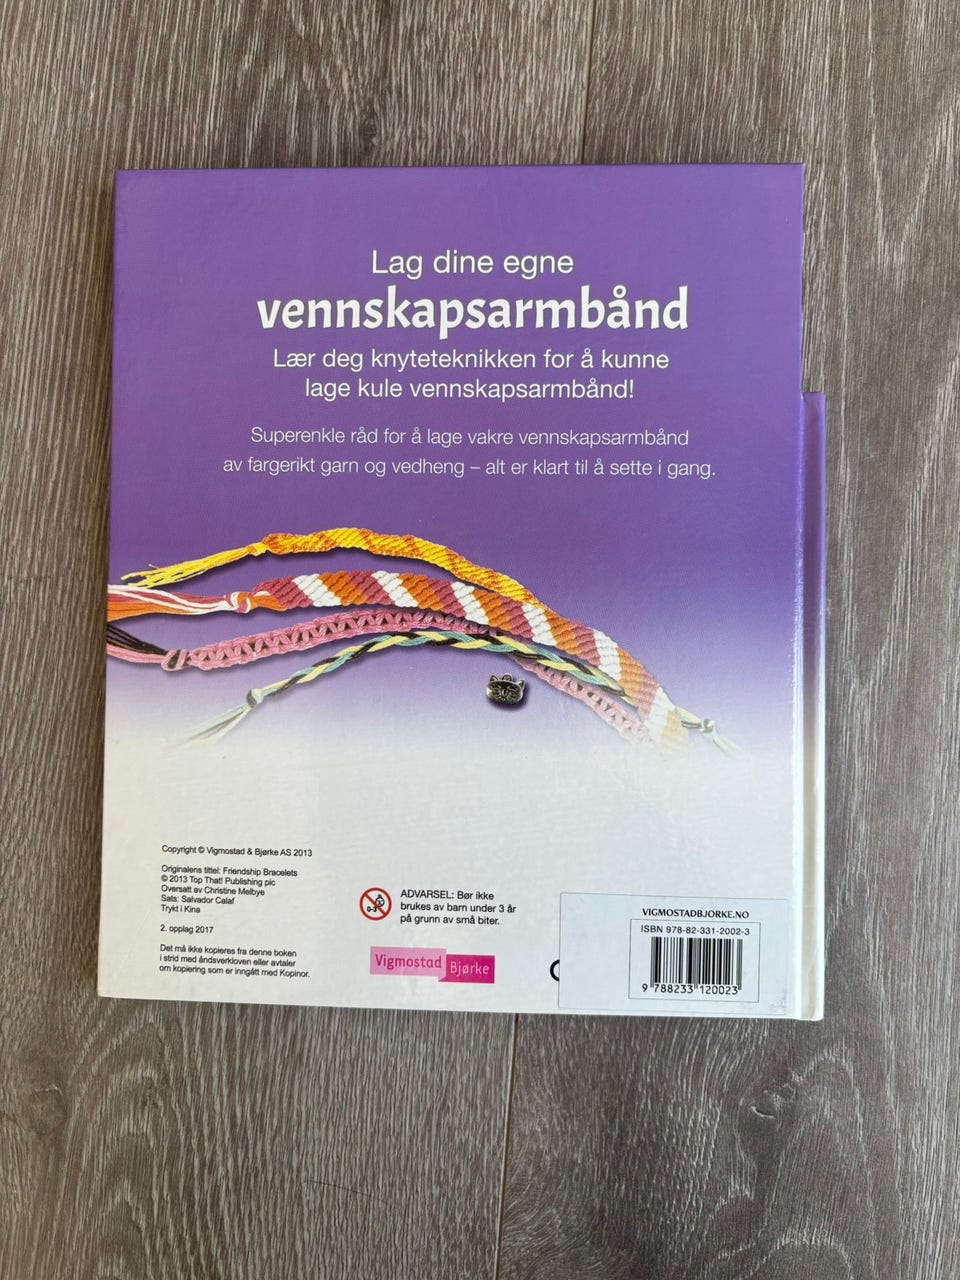 Lag dine egne
vennskapsarmbånd
Lær deg knyteteknikken for å kunne
lage kule vennskapsarmbånd!
Superenkle råd for å lage vakre vennskapsarmbånd
av fargerikt garn og vedheng – alt er klart til å sette i gang.
Copyright © Vigmostad & Bjørke AS 2013
Originalens tittel: Friendship Bracelets
© 2013 Top That! Publishing plc
Oversatt av Christine Melbye
Sats: Salvador Calaf
Trykt i Kina
2. opplag 2017
Det må ikke kopieres fra denne boken
i strid med åndsverkloven eller avtaler
om kopiering som er inngått med Kopinor.
0-3
ADVARSEL: Bør ikke
brukes av barn under 3 år
på grunn av små biter.
Vigmostad
Bjørke
VIGMOSTADBJORKE.NO
ISBN 978-82-331-2002-3
9 788233 120023